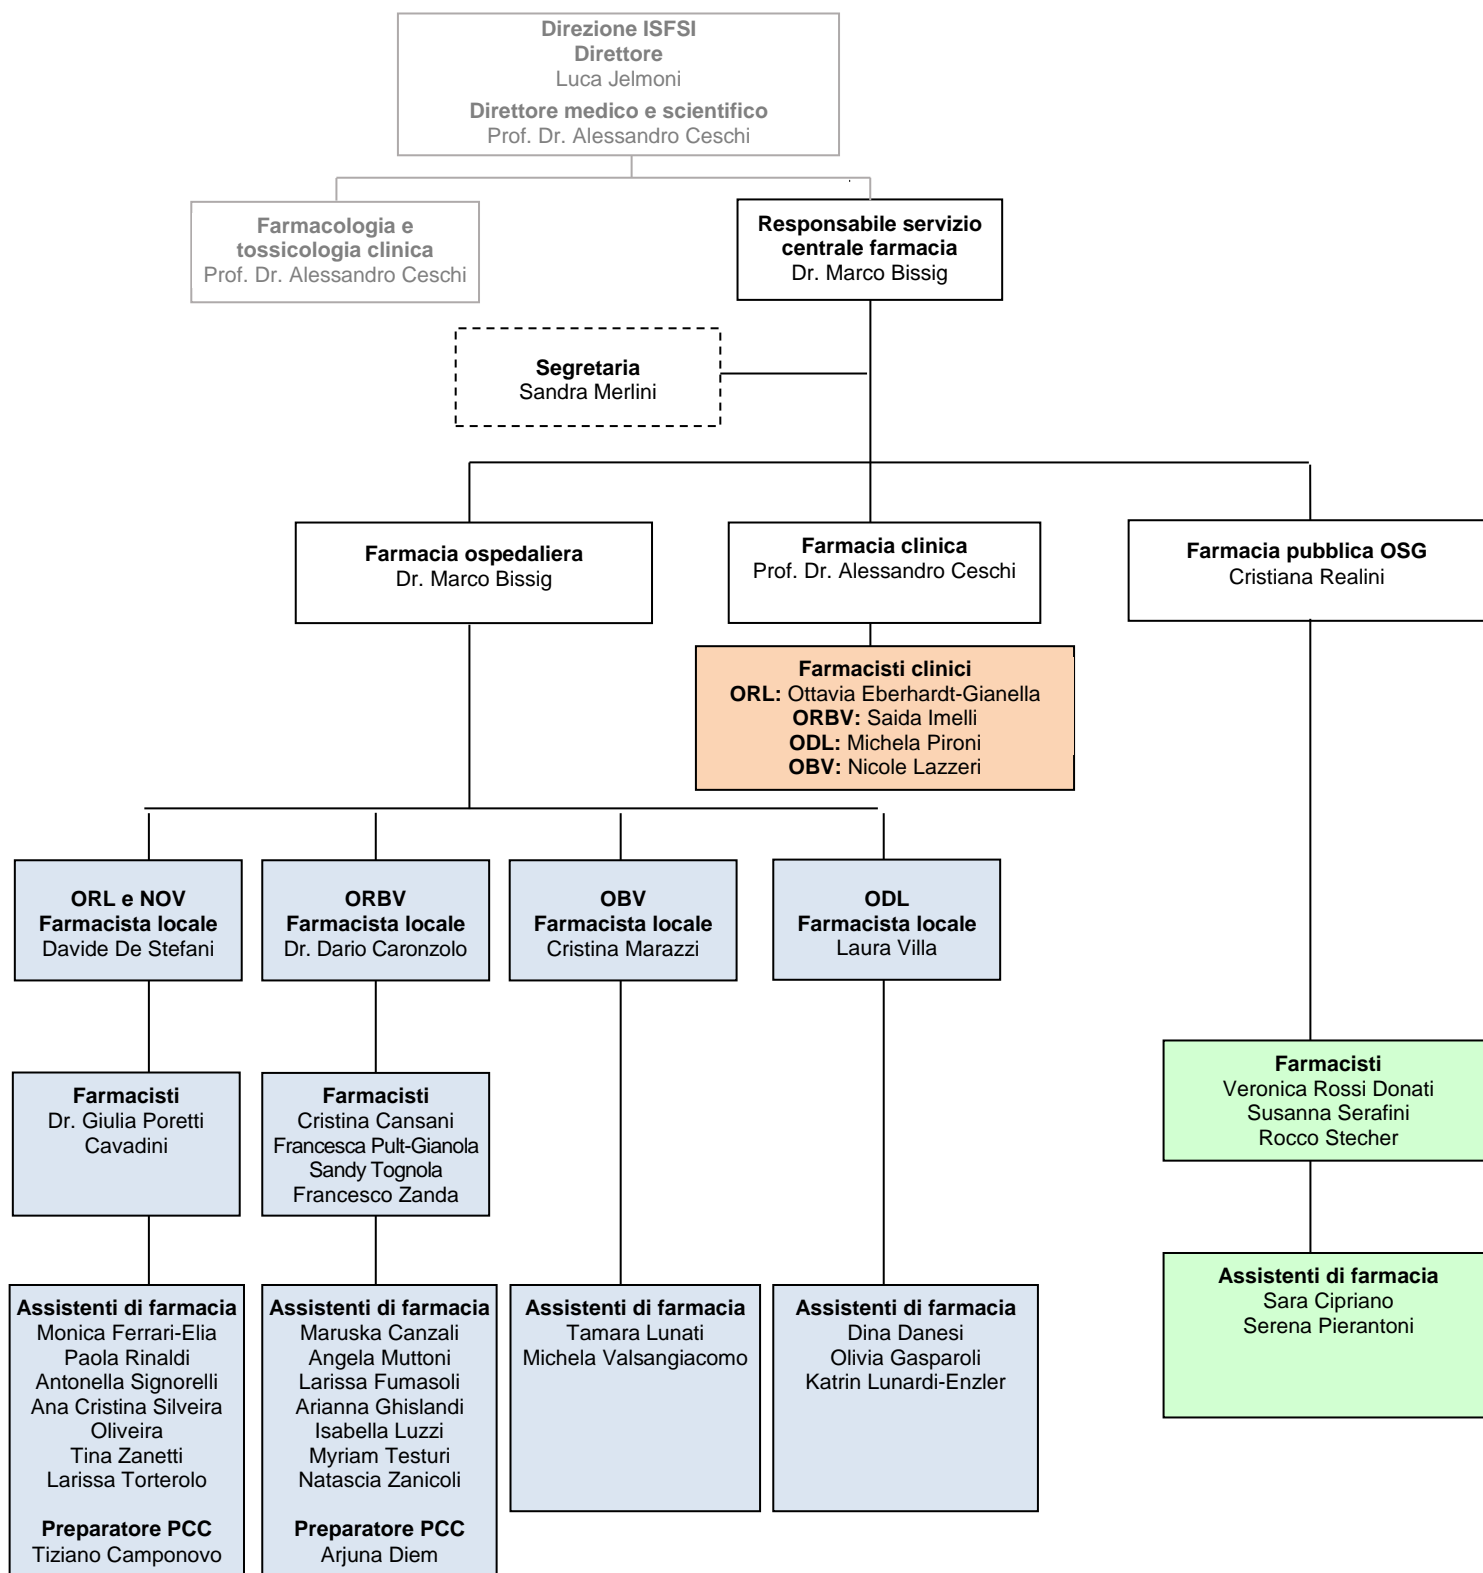 Direzione ISFSI
Direttore
Luca Jelmoni
Direttore medico e scientifico
Prof. Dr. Alessandro Ceschi
Farmacologia e
tossicologia clinica
Prof. Dr. Alessandro Ceschi
Responsabile servizio
centrale farmacia
Dr. Marco Bissig
Segretaria
Sandra Merlini
Farmacia ospedaliera
Dr. Marco Bissig
Farmacia clinica
Prof. Dr. Alessandro Ceschi
Farmacia pubblica OSG
Cristiana Realini
Farmacisti clinici
ORL: Ottavia Eberhardt-Gianella
ORBV: Saida Imelli
ODL: Michela Pironi
OBV: Nicole Lazzeri
ORL e NOV
Farmacista locale
Davide De Stefani
ORBV
Farmacista locale
Dr. Dario Caronzolo
OBV
Farmacista locale
Cristina Marazzi
ODL
Farmacista locale
Laura Villa
Farmacisti
Dr. Giulia Poretti
Cavadini
Farmacisti
Cristina Cansani
Francesca Pult-Gianola
Sandy Tognola
Francesco Zanda
Farmacisti
Veronica Rossi Donati
Susanna Serafini
Rocco Stecher
Assistenti di farmacia
Monica Ferrari-Elia
Paola Rinaldi
Antonella Signorelli
Ana Cristina Silveira
Oliveira
Tina Zanetti
Larissa Torterolo
Preparatore PCC
Tiziano Camponovo
Assistenti di farmacia
Maruska Canzali
Angela Muttoni
Larissa Fumasoli
Arianna Ghislandi
Isabella Luzzi
Myriam Testuri
Natascia Zanicoli
Preparatore PCC
Arjuna Diem
Assistenti di farmacia
Tamara Lunati
Michela Valsangiacomo
Assistenti di farmacia
Dina Danesi
Olivia Gasparoli
Katrin Lunardi-Enzler
Assistenti di farmacia
Sara Cipriano
Serena Pierantoni